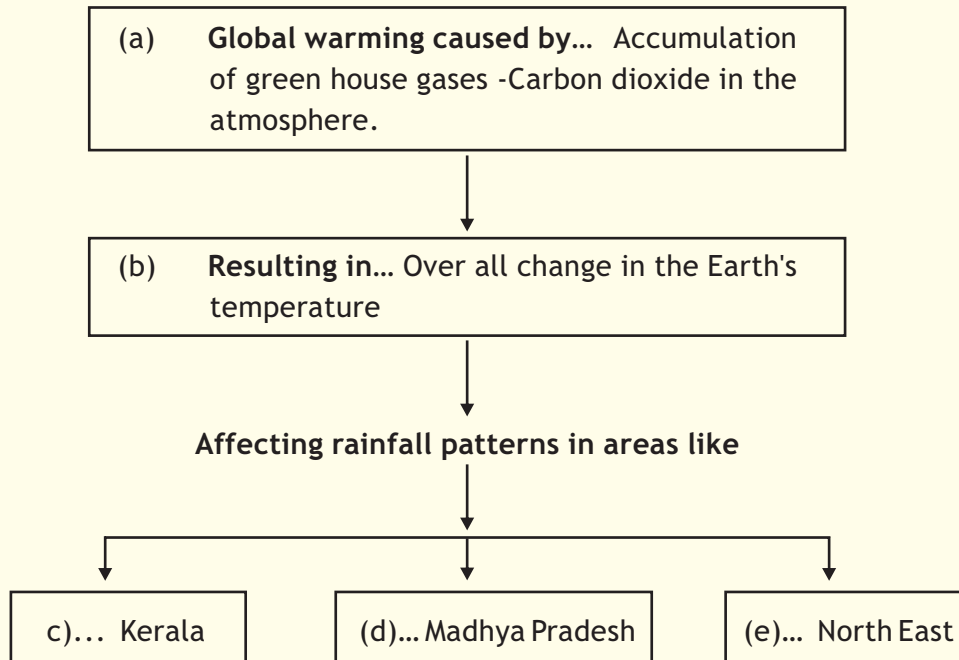 (a) Global warming caused by… Accumulation
of green house gases -Carbon dioxide in the
atmosphere.
(b) Resulting in… Over all change in the Earth's
temperature
Affecting rainfall patterns in areas like
c)... Kerala
(d)… Madhya Pradesh
(e)… North East